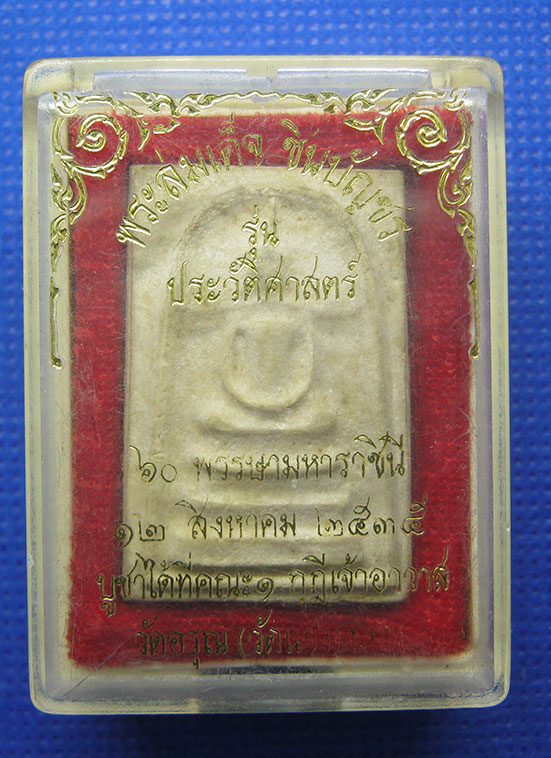 พระสมเด็จ ชินบัญชร
รุ่น
ประวัติศาสตร์
๖๐ พรรษามหาราชินี
๑๒ สิงหาคม ๒๕๓๕
บูชาได้ที่คณะ๑ กุฏีเจ้าอาวาส
วัดอรุณ (วัด